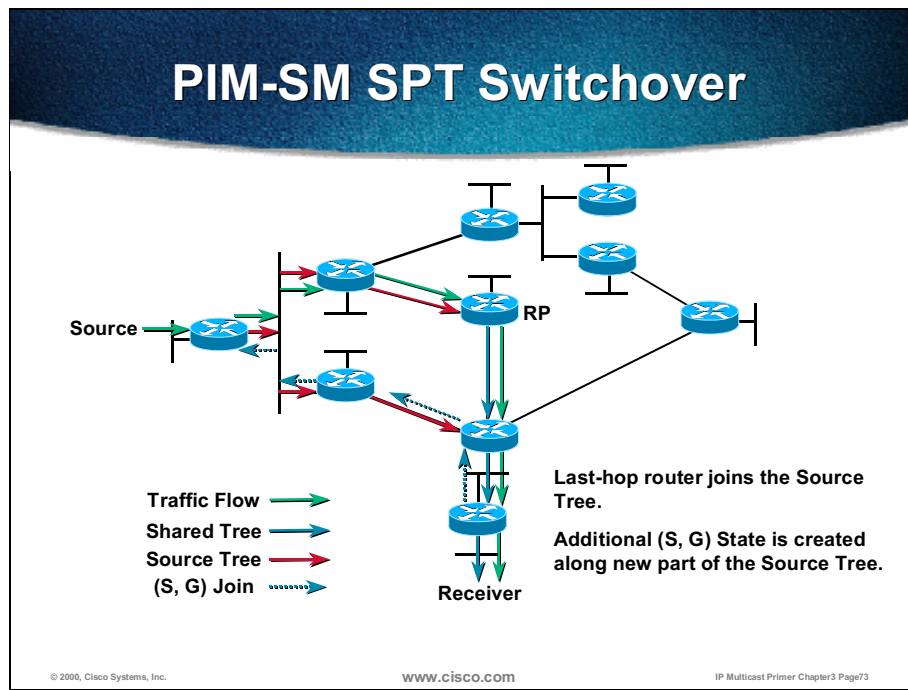 PIM-SM SPT Switchover
Source
RP
Traffic Flow
Shared Tree
Source Tree
(S, G) Join
Receiver
Last-hop router joins the Source
Tree.
Additional (S, G) State is created
along new part of the Source Tree.
© 2000, Cisco Systems, Inc.
www.cisco.com
IP Multicast Primer Chapter3 Page73